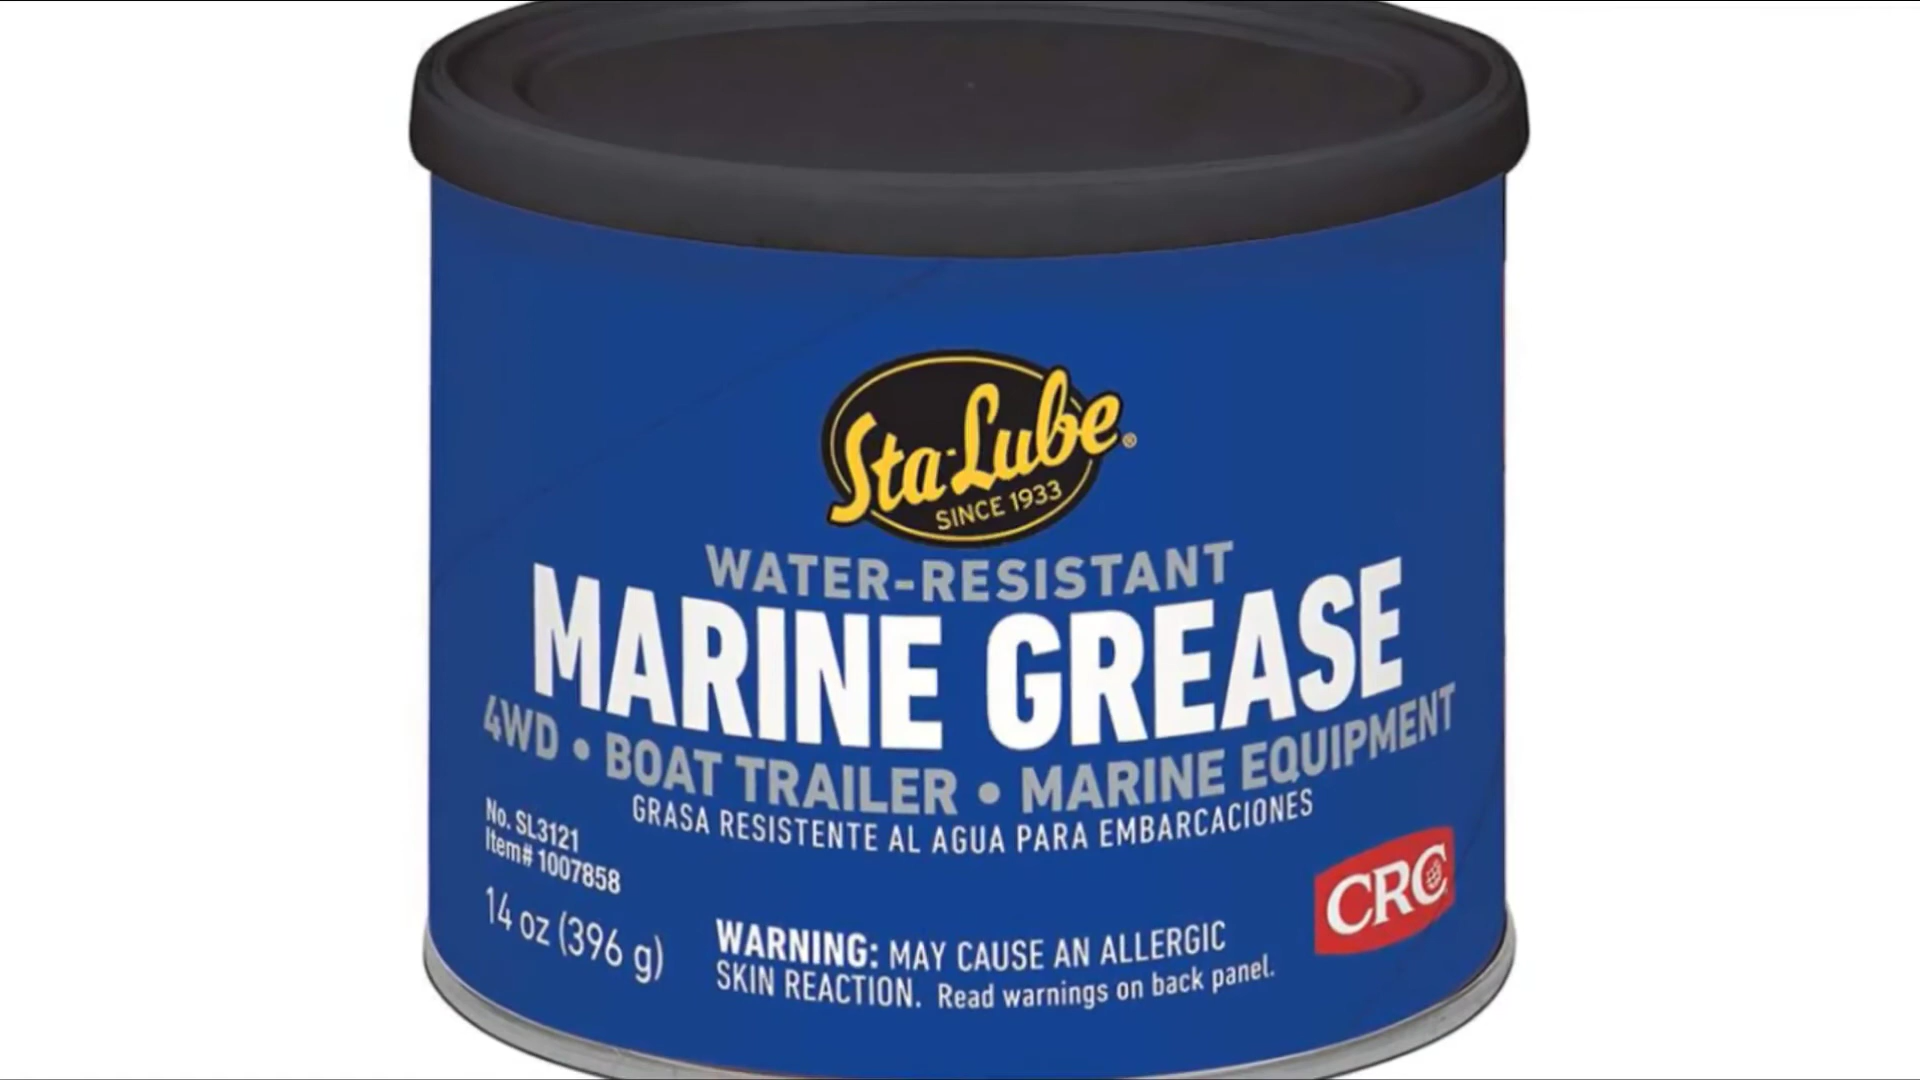 Sta-Lube®
SINCE 1933
WATER-RESISTANT
MARINE GREASE
4WD • BOAT TRAILER • MARINE EQUIPMENT
GRASA RESISTENTE AL AGUA PARA EMBARCACIONES
No. SL3121
Item# 1007858
14 oz (396 g)
WARNING: MAY CAUSE AN ALLERGIC
SKIN REACTION. Read warnings on back panel.
CRC